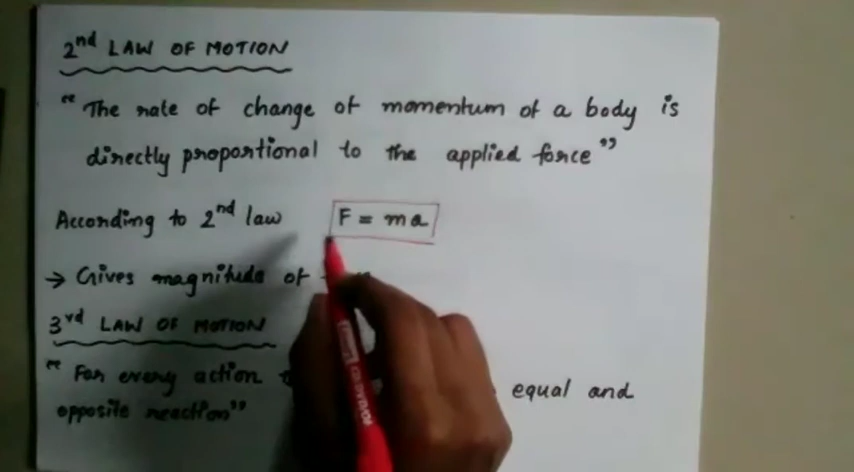 2nd LAW OF MOTION
"The rate of change of momentum of a body is
directly proportional to the applied force"
According to 2nd law F = ma
→ Gives magnitude of
3rd LAW OF MOTION
"For every action equal and
opposite reaction"